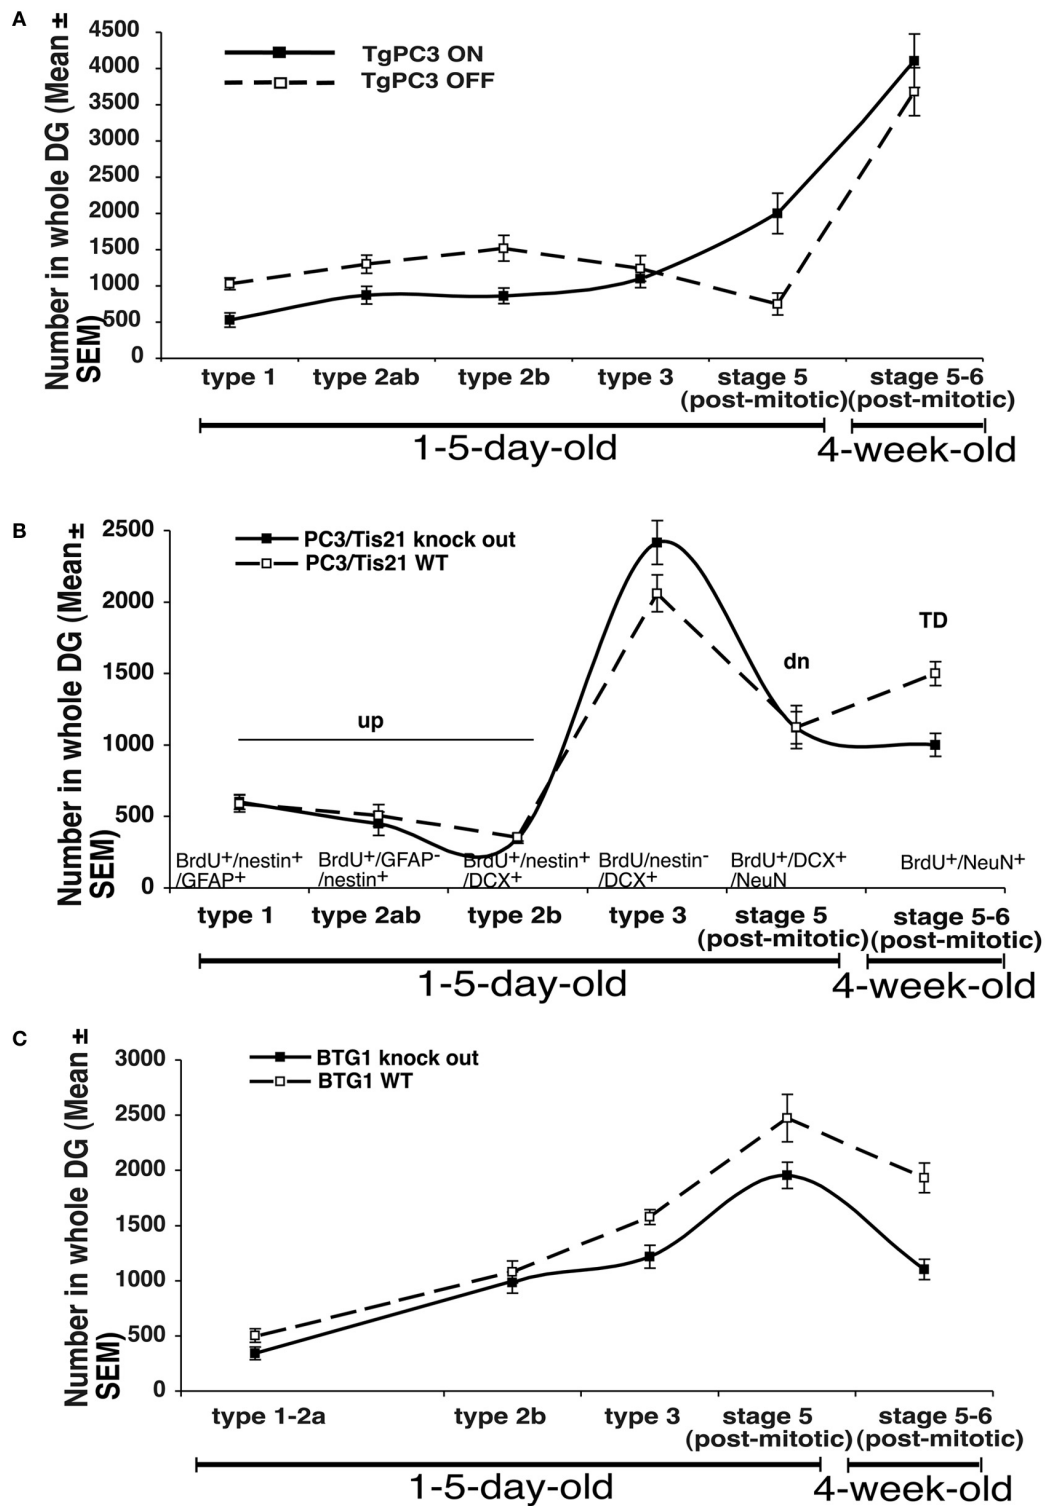 A
Number in whole DG (Mean ±
SEM)
4500
4000
3500
3000
2500
2000
1500
1000
500
0
TgPC3 ON
TgPC3 OFF
type 1 type 2ab type 2b type 3 stage 5 stage 5-6
(post-mitotic) (post-mitotic)
1-5-day-old 4-week-old
B
Number in whole DG (Mean ±
SEM)
2500
2000
1500
1000
500
0
PC3/Tis21 knock out
PC3/Tis21 WT
TD
dn
up
BrdU⁺/nestin⁺ BrdU⁺/GFAP⁻ BrdU⁺/nestin⁺ BrdU/nestin⁻ BrdU⁺/DCX⁺ BrdU⁺/NeuN⁺
/GFAP⁺ /nestin⁺ /DCX⁺ /DCX⁺ /NeuN
type 1 type 2ab type 2b type 3 stage 5 stage 5-6
(post-mitotic) (post-mitotic)
1-5-day-old 4-week-old
C
Number in whole DG (Mean ±
SEM)
3000
2500
2000
1500
1000
500
0
BTG1 knock out
BTG1 WT
type 1-2a type 2b type 3 stage 5 stage 5-6
(post-mitotic) (post-mitotic)
1-5-day-old 4-week-old